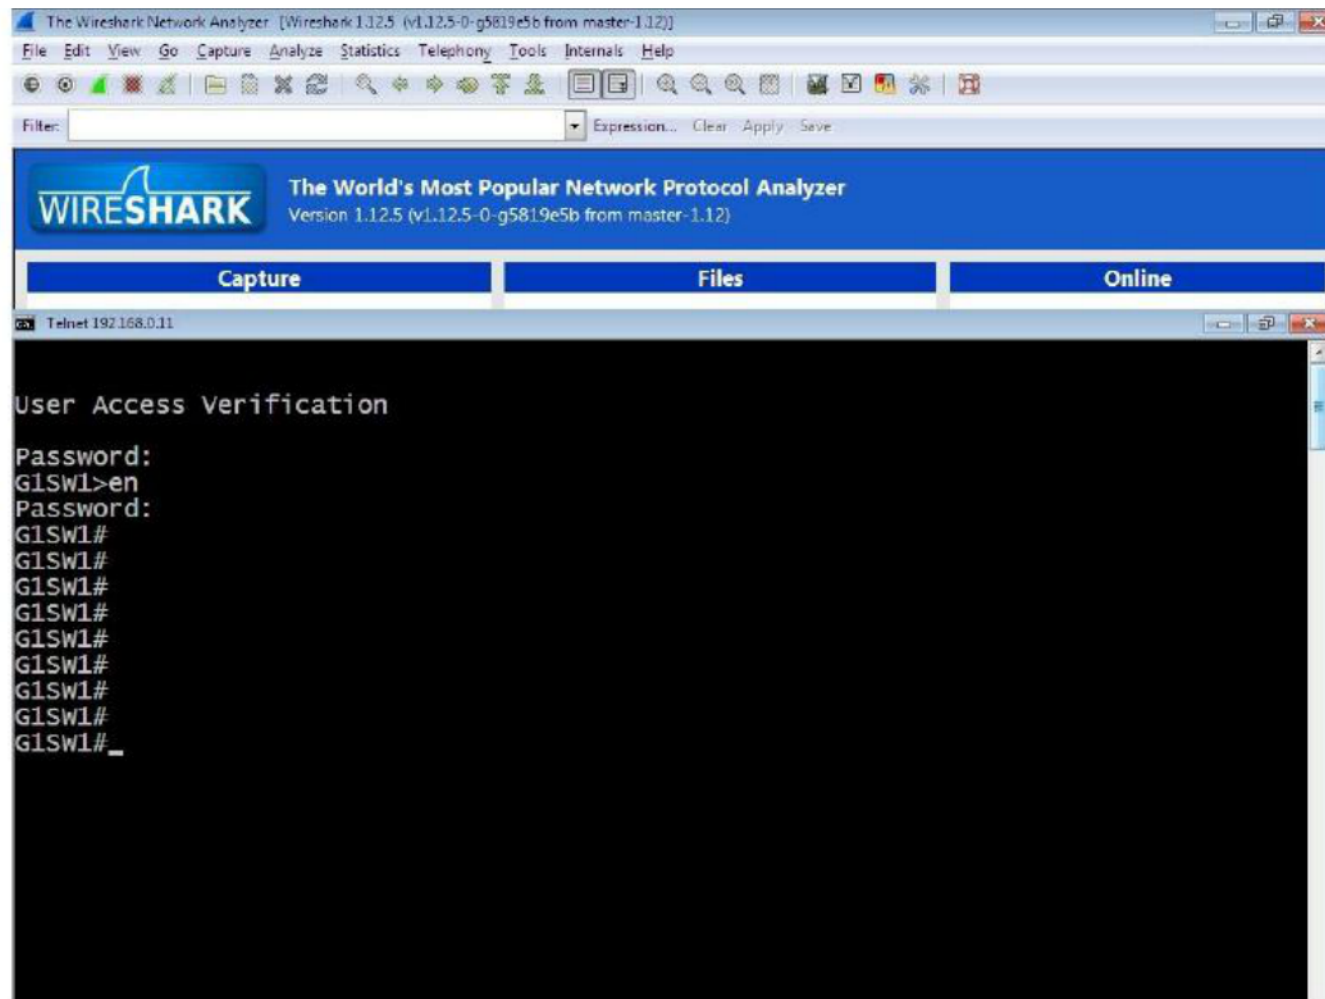 The Wireshark Network Analyzer [Wireshark 1.12.5 (v1.12.5-0-g5819e5b from master-1.12)]
File Edit View Go Capture Analyze Statistics Telephony Tools Internals Help
Filter: Expression... Clear Apply Save
WIRESHARK
The World's Most Popular Network Protocol Analyzer
Version 1.12.5 (v1.12.5-0-g5819e5b from master-1.12)
Capture Files Online
Telnet 192.168.0.11
User Access Verification
Password:
G1SW1>en
Password:
G1SW1#
G1SW1#
G1SW1#
G1SW1#
G1SW1#
G1SW1#
G1SW1#
G1SW1#
G1SW1#_